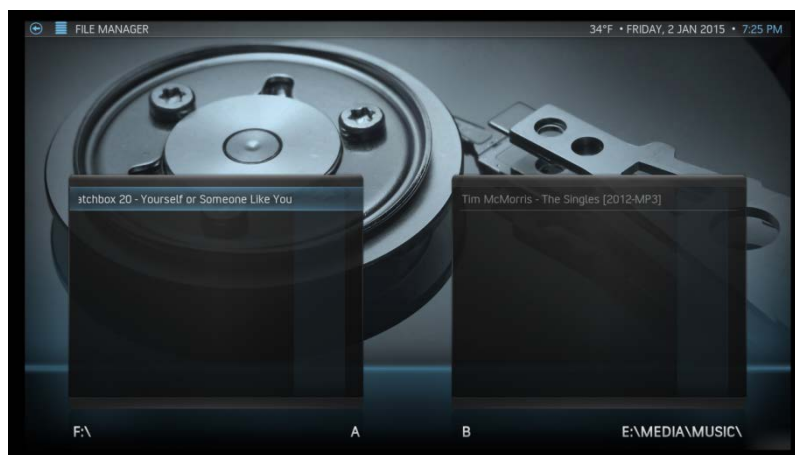 FILE MANAGER
34°F • FRIDAY, 2 JAN 2015 • 7:25 PM
atchbox 20 - Yourself or Someone Like You
Tim McMorris - The Singles [2012-MP3]
F:\ A
B E:\MEDIA\MUSIC\